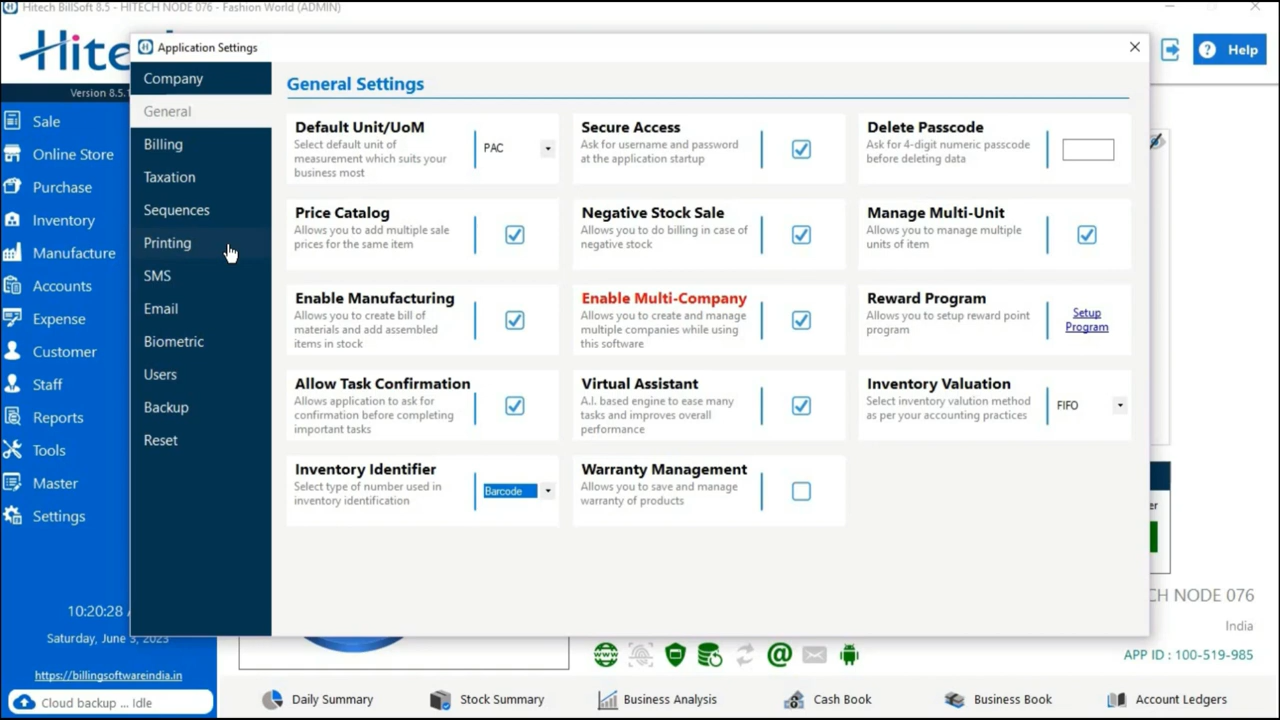 Hitech BillSoft 8.5 - HITECH NODE 076 - Fashion World (ADMIN)
Hite
Application Settings
Help
Version 8.5.
Sale
Online Store
Purchase
Inventory
Manufacture
Accounts
Expense
Customer
Staff
Reports
Tools
Master
Settings
10:20:28
Saturday, June 3, 2023
https://billingsoftwareindia.in
Cloud backup ... Idle
Company
General
Billing
Taxation
Sequences
Printing
SMS
Email
Biometric
Users
Backup
Reset
General Settings
Default Unit/UoM
Select default unit of
measurement which suits your
business most
PAC
Secure Access
Ask for username and password
at the application startup
Delete Passcode
Ask for 4-digit numeric passcode
before deleting data
Price Catalog
Allows you to add multiple sale
prices for the same item
Negative Stock Sale
Allows you to do billing in case of
negative stock
Manage Multi-Unit
Allows you to manage multiple
units of item
Enable Manufacturing
Allows you to create bill of
materials and add assembled
items in stock
Enable Multi-Company
Allows you to create and manage
multiple companies while using
this software
Reward Program
Allows you to setup reward point
program
Setup
Program
Allow Task Confirmation
Allows application to ask for
confirmation before completing
important tasks
Virtual Assistant
A.I. based engine to ease many
tasks and improves overall
performance
Inventory Valuation
Select inventory valution method
as per your accounting practices
FIFO
Inventory Identifier
Select type of number used in
inventory identification
Barcode
Warranty Management
Allows you to save and manage
warranty of products
er
CH NODE 076
India
APP ID : 100-519-985
Daily Summary
Stock Summary
Business Analysis
Cash Book
Business Book
Account Ledgers